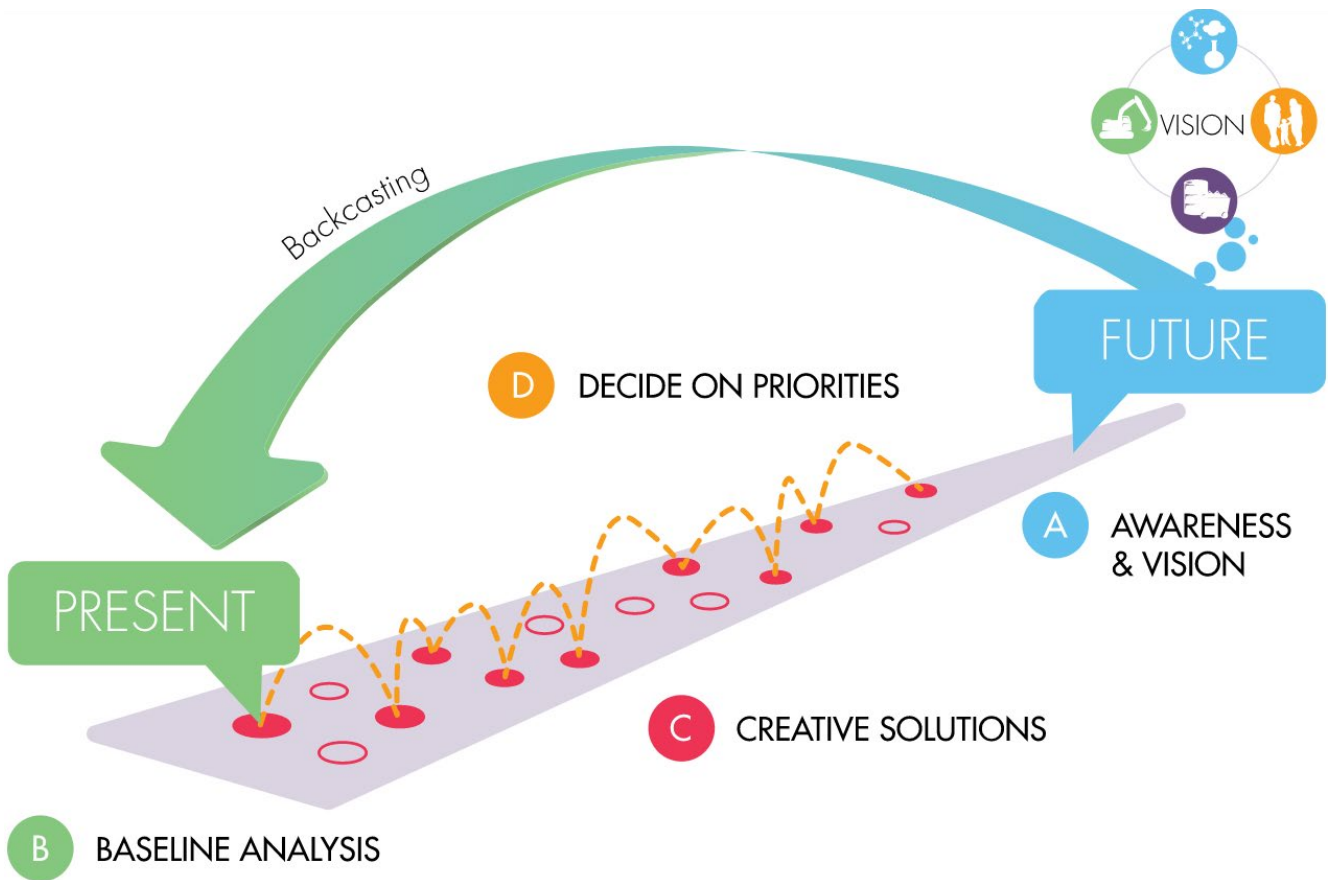 VISION
Backcasting
FUTURE
D DECIDE ON PRIORITIES
A AWARENESS
& VISION
PRESENT
C CREATIVE SOLUTIONS
B BASELINE ANALYSIS